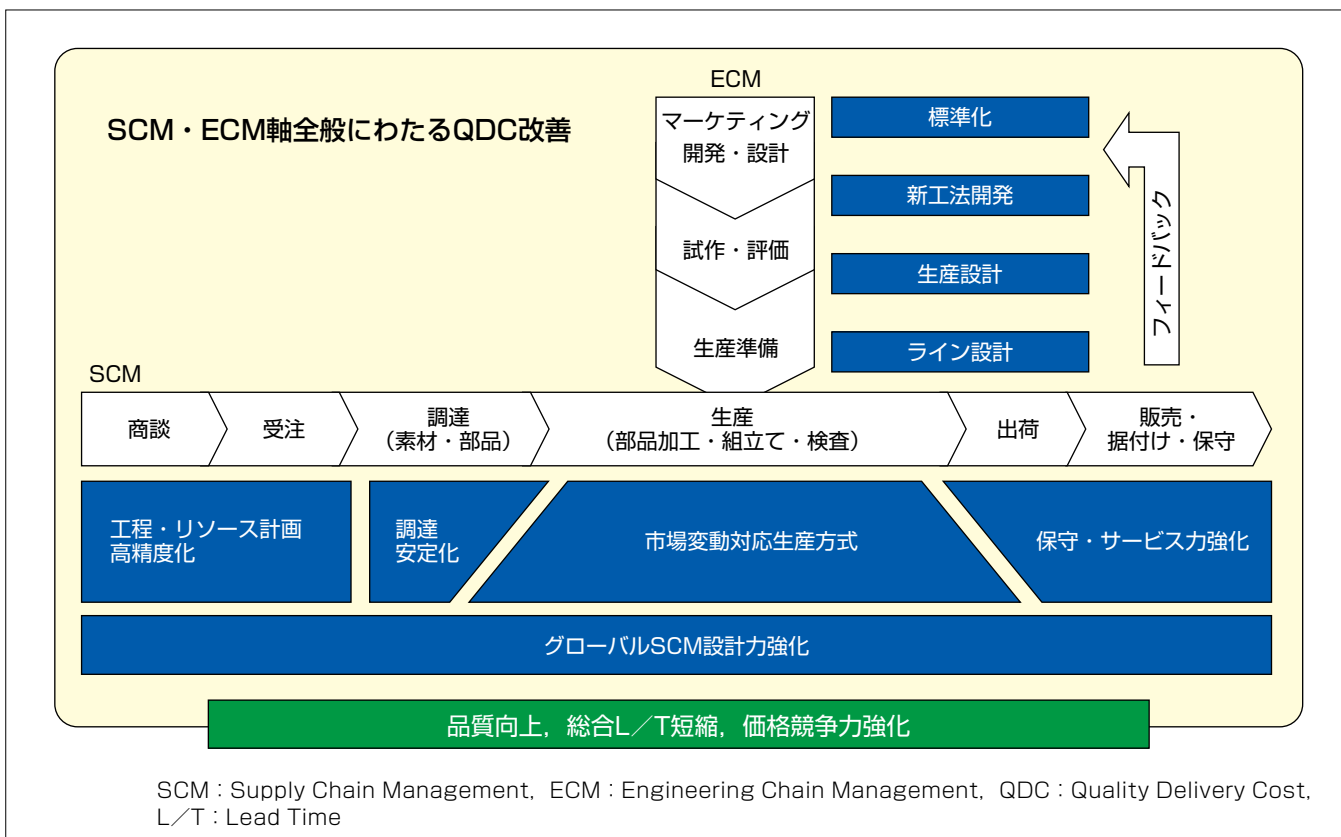 SCM・ECM軸全般にわたるQDC改善
ECM
マーケティング
開発・設計
試作・評価
生産準備
標準化
新工法開発
生産設計
ライン設計
フィードバック
SCM
商談
受注
調達
（素材・部品）
生産
（部品加工・組立て・検査）
出荷
販売・
据付け・保守
工程・リソース計画
高精度化
調達
安定化
市場変動対応生産方式
保守・サービス力強化
グローバルSCM設計力強化
品質向上，総合L／T短縮，価格競争力強化
SCM：Supply Chain Management，ECM：Engineering Chain Management，QDC：Quality Delivery Cost，
L／T：Lead Time